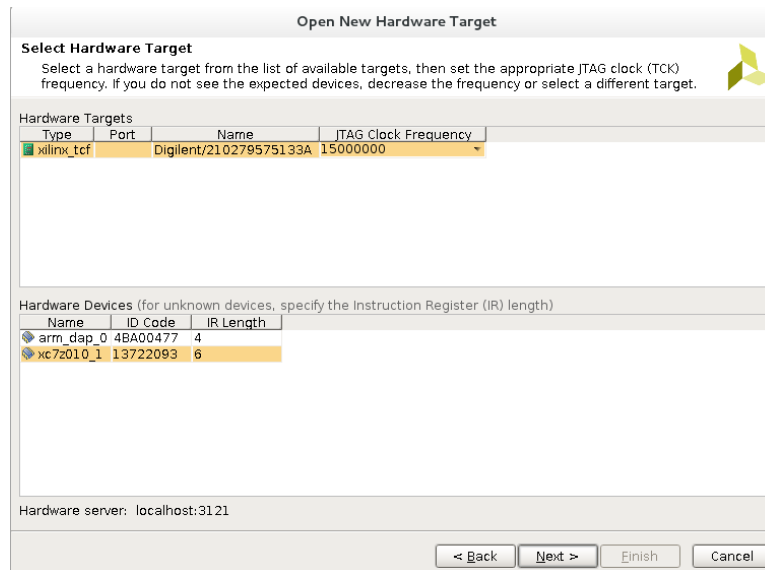 Open New Hardware Target
Select Hardware Target
Select a hardware target from the list of available targets, then set the appropriate JTAG clock (TCK)
frequency. If you do not see the expected devices, decrease the frequency or select a different target.
Hardware Targets
Type Port Name JTAG Clock Frequency
xilinx_tcf Digilent/210279575133A 15000000
Hardware Devices (for unknown devices, specify the Instruction Register (IR) length)
Name ID Code IR Length
arm_dap_0 4BA00477 4
xc7z010_1 13722093 6
Hardware server: localhost:3121
< Back Next > Finish Cancel